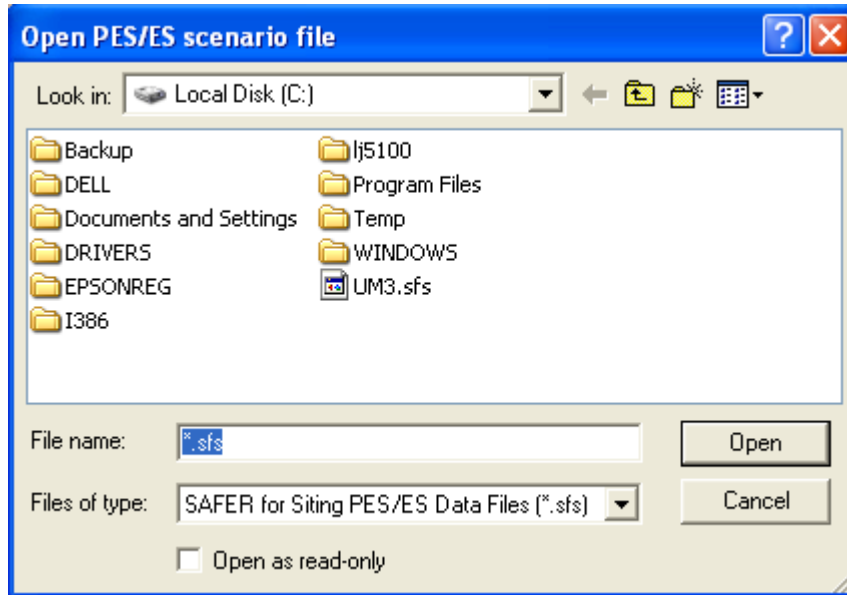 Open PES/ES scenario file
Look in: Local Disk (C:)
Backup
DELL
Documents and Settings
DRIVERS
EPSONREG
I386
lj5100
Program Files
Temp
WINDOWS
UM3.sfs
File name: *.sfs Open
Files of type: SAFER for Siting PES/ES Data Files (*.sfs) Cancel
Open as read-only